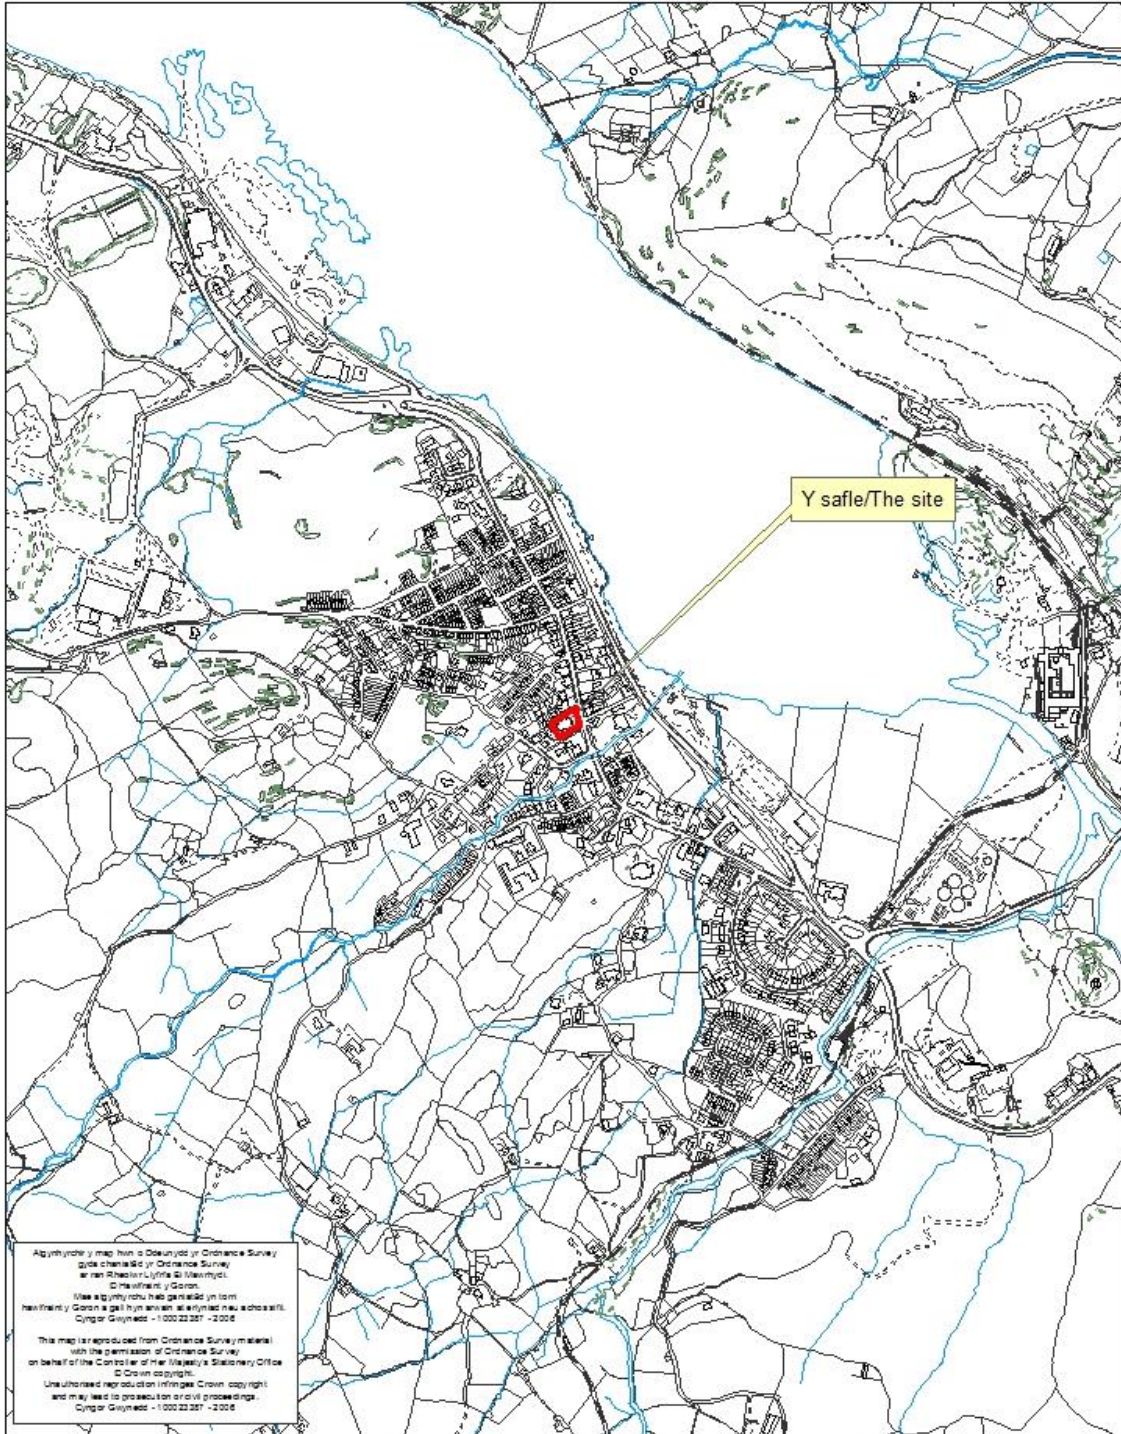 Y safle/The site
Atgynhyrchir y map hwn o Ddeunydd yr Ordnance Survey
gyda chaniatâd yr Ordnance Survey
ar ran Rheolwr Llyfrfa Ei Mawrhydi.
© Hawlfraint y Goron.
Mae atgynhyrchu heb ganiatâd yn torri
hawlfraint y Goron a gall hyn arwain at erlyniad neu achos sifil.
Cyngor Gwynedd - 100023387 - 2008
This map is reproduced from Ordnance Survey material
with the permission of Ordnance Survey
on behalf of the Controller of Her Majesty's Stationery Office
© Crown copyright.
Unauthorised reproduction infringes Crown copyright
and may lead to prosecution or civil proceedings.
Cyngor Gwynedd - 100023387 - 2008